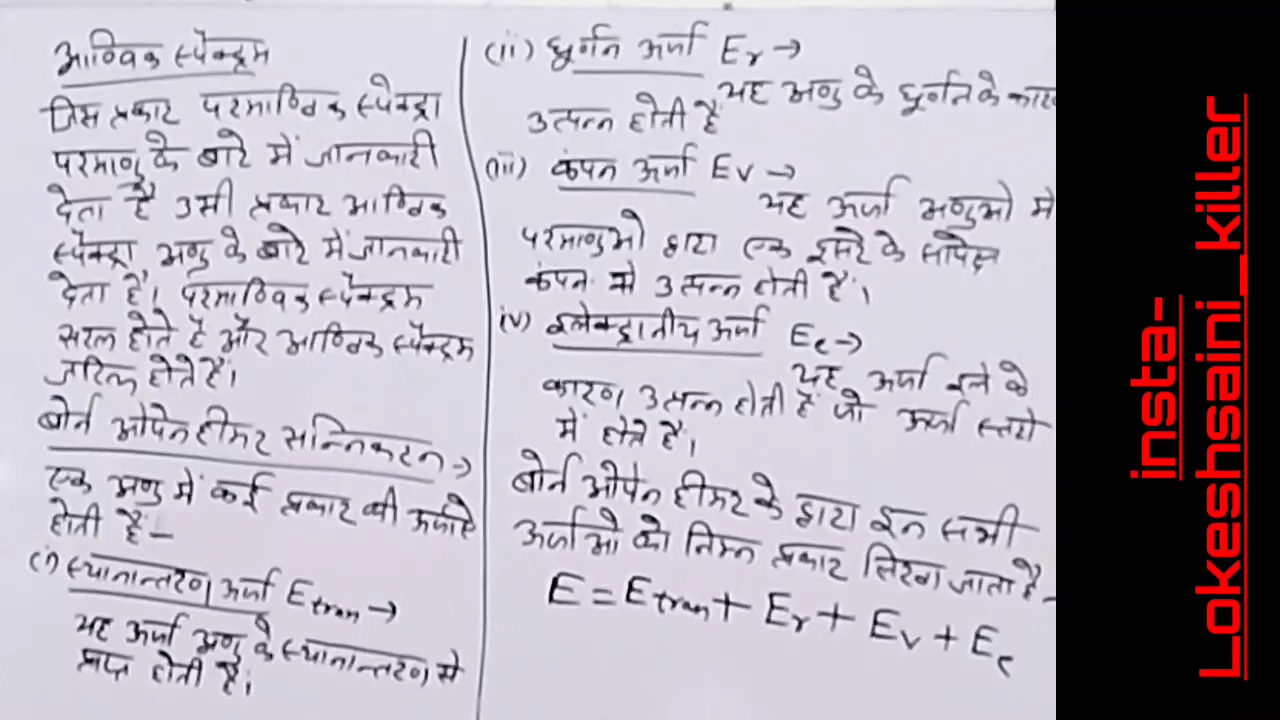 आण्विक स्पेक्ट्रम
जिस प्रकार परमाण्विक स्पेक्ट्रा
परमाणु के बारे में जानकारी
देता है उसी प्रकार आण्विक
स्पेक्ट्रा अणु के बारे में जानकारी
देता है। परमाण्विक स्पेक्ट्रम
सरल होते है और आण्विक स्पेक्ट्रम
जटिल होते है।
बोर्न ओपेन हीमर सन्निकटन →
एक अणु में कई प्रकार की ऊर्जाए
होती है –
(i) स्थानान्तरण ऊर्जा Etran →
यह ऊर्जा अणु के स्थानान्तरण से
प्राप्त होती है।
(ii) घूर्णन ऊर्जा Er →
यह अणु के घूर्णन के कारण
उत्पन्न होती है
(iii) कंपन ऊर्जा Ev →
यह ऊर्जा अणुओ मे
परमाणुओ द्वारा एक दूसरे के सापेक्ष
कंपन से उत्पन्न होती है।
(iv) इलेक्ट्रानीय ऊर्जा Ee →
यह ऊर्जा इले के
कारण उत्पन्न होती है जो ऊर्जा स्तरो
में होते है।
बोर्न ओपेन हीमर के द्वारा इन सभी
ऊर्जाओ को निम्न प्रकार लिखा जाता है –
E = Etran + Er + Ev + Ee
insta-
Lokeshsaini_killer